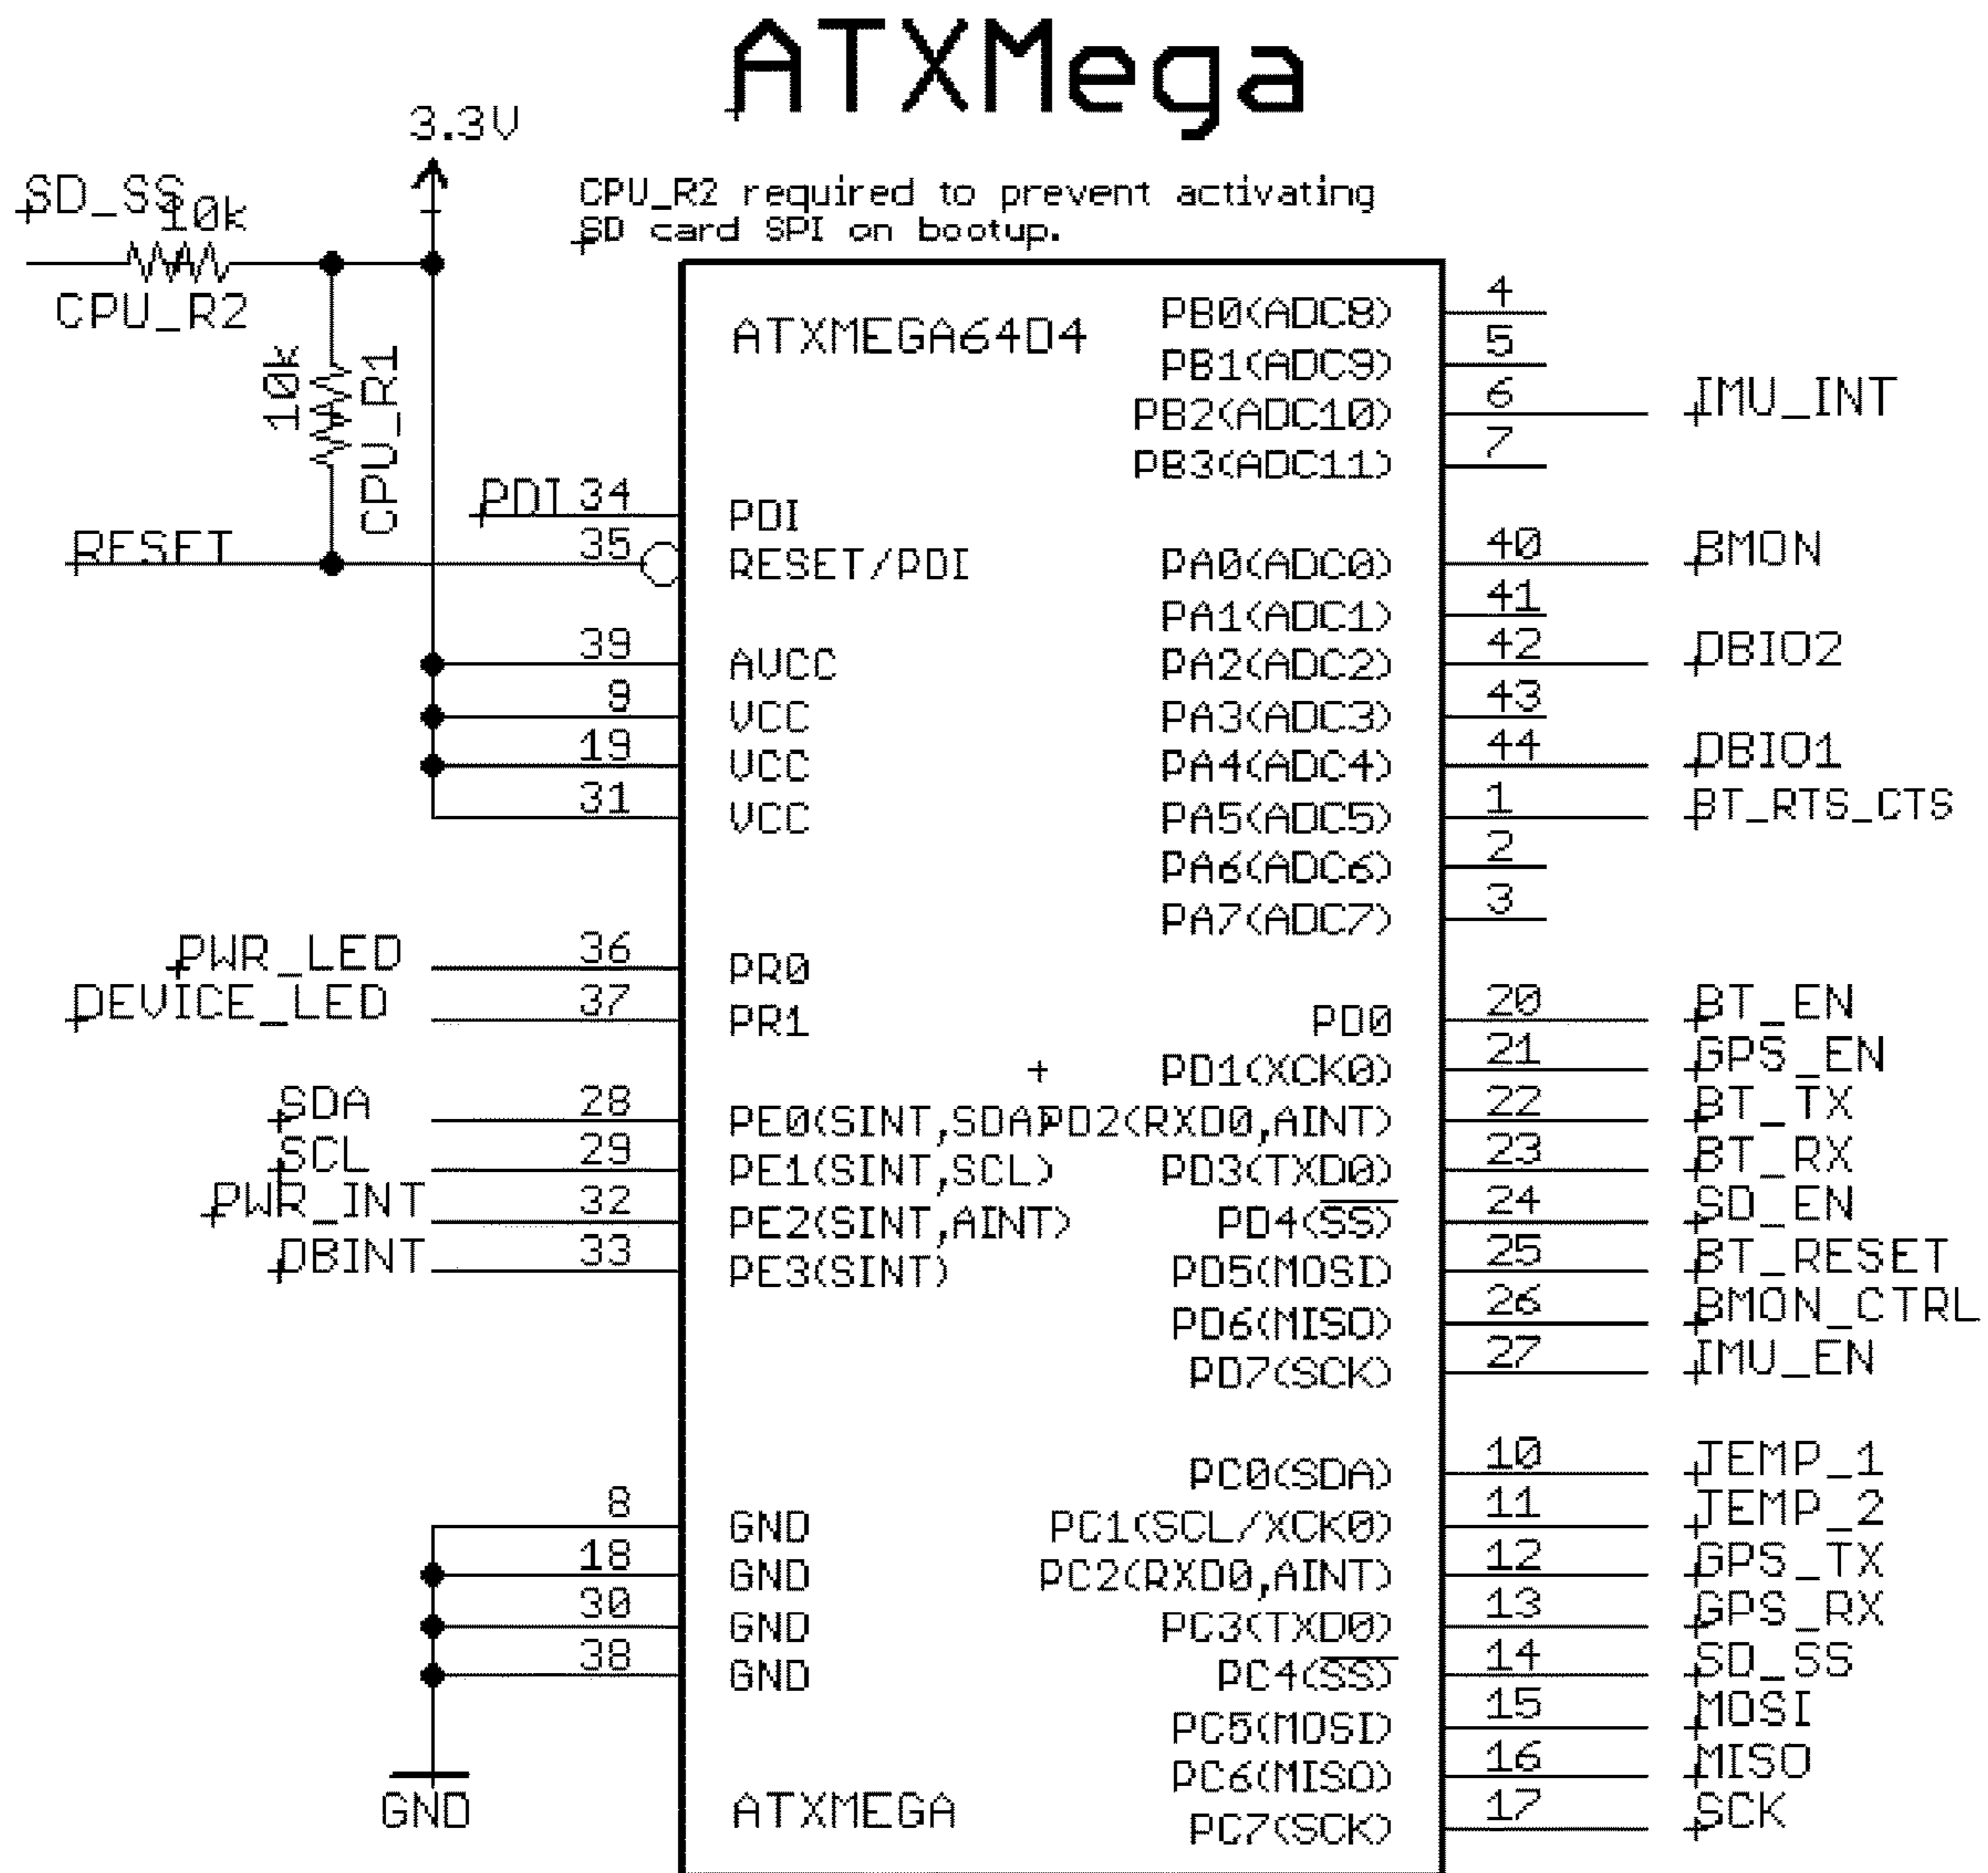 ATXMega
3.3V
SD_SS
10k
CPU_R2
CPU_R2 required to prevent activating
SD card SPI on bootup.
10k
CPU_R1
ATXMEGA64D4
PDI 34 PDI
RESET 35 RESET/PDI
39 AVCC
9 VCC
19 VCC
31 VCC
PWR_LED 36 PR0
DEVICE_LED 37 PR1
SDA 28 PE0(SINT,SDA)
SCL 29 PE1(SINT,SCL)
PWR_INT 32 PE2(SINT,AINT)
DBINT 33 PE3(SINT)
8 GND
18 GND
30 GND
38 GND
GND
ATXMEGA
PB0(ADC8) 4
PB1(ADC9) 5
PB2(ADC10) 6 IMU_INT
PB3(ADC11) 7
PA0(ADC0) 40 BMON
PA1(ADC1) 41
PA2(ADC2) 42 DBIO2
PA3(ADC3) 43
PA4(ADC4) 44 DBIO1
PA5(ADC5) 1 BT_RTS_CTS
PA6(ADC6) 2
PA7(ADC7) 3
PD0 20 BT_EN
PD1(XCK0) 21 GPS_EN
PD2(RXD0,AINT) 22 BT_TX
PD3(TXD0) 23 BT_RX
PD4(SS) 24 SD_EN
PD5(MOSI) 25 BT_RESET
PD6(MISO) 26 BMON_CTRL
PD7(SCK) 27 IMU_EN
PC0(SDA) 10 TEMP_1
PC1(SCL/XCK0) 11 TEMP_2
PC2(RXD0,AINT) 12 GPS_TX
PC3(TXD0) 13 GPS_RX
PC4(SS) 14 SD_SS
PC5(MOSI) 15 MOSI
PC6(MISO) 16 MISO
PC7(SCK) 17 SCK